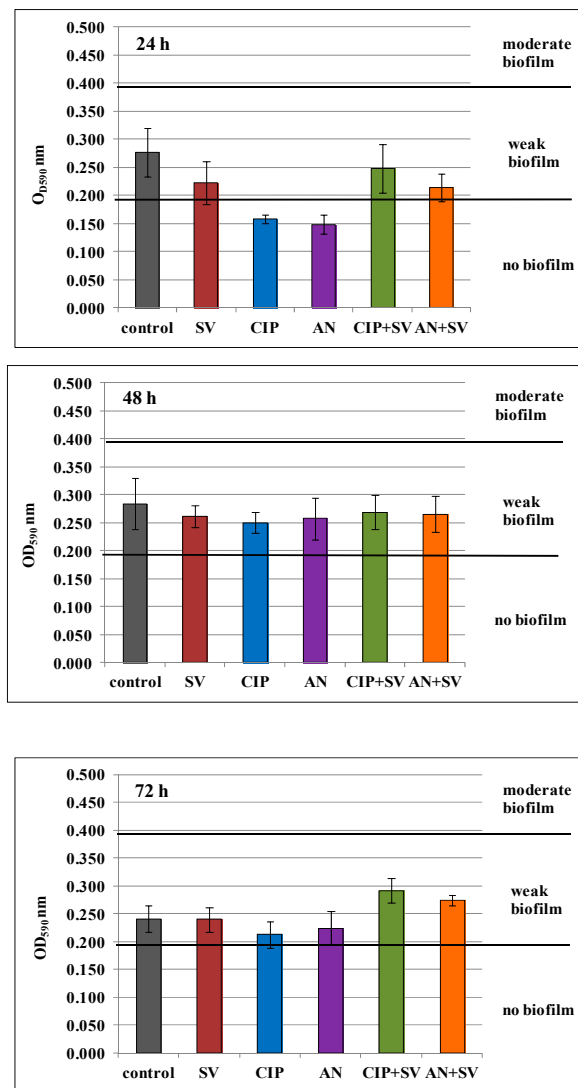 24 h
moderate
biofilm
0.500
0.450
0.400
0.350
0.300
0.250
0.200
0.150
0.100
0.050
0.000
OD590 nm
weak
biofilm
no biofilm
control SV CIP AN CIP+SV AN+SV
48 h
moderate
biofilm
0.500
0.450
0.400
0.350
0.300
0.250
0.200
0.150
0.100
0.050
0.000
OD590 nm
weak
biofilm
no biofilm
control SV CIP AN CIP+SV AN+SV
72 h
moderate
biofilm
0.500
0.450
0.400
0.350
0.300
0.250
0.200
0.150
0.100
0.050
0.000
OD590 nm
weak
biofilm
no biofilm
control SV CIP AN CIP+SV AN+SV